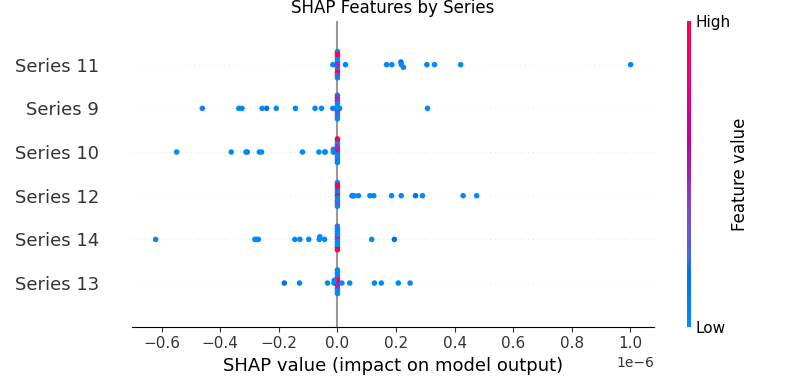 SHAP Features by Series
High
Series 11
Series 9
Series 10
Series 12
Series 14
Series 13
Feature value
Low
−0.6 −0.4 −0.2 0.0 0.2 0.4 0.6 0.8 1.0
1e−6
SHAP value (impact on model output)